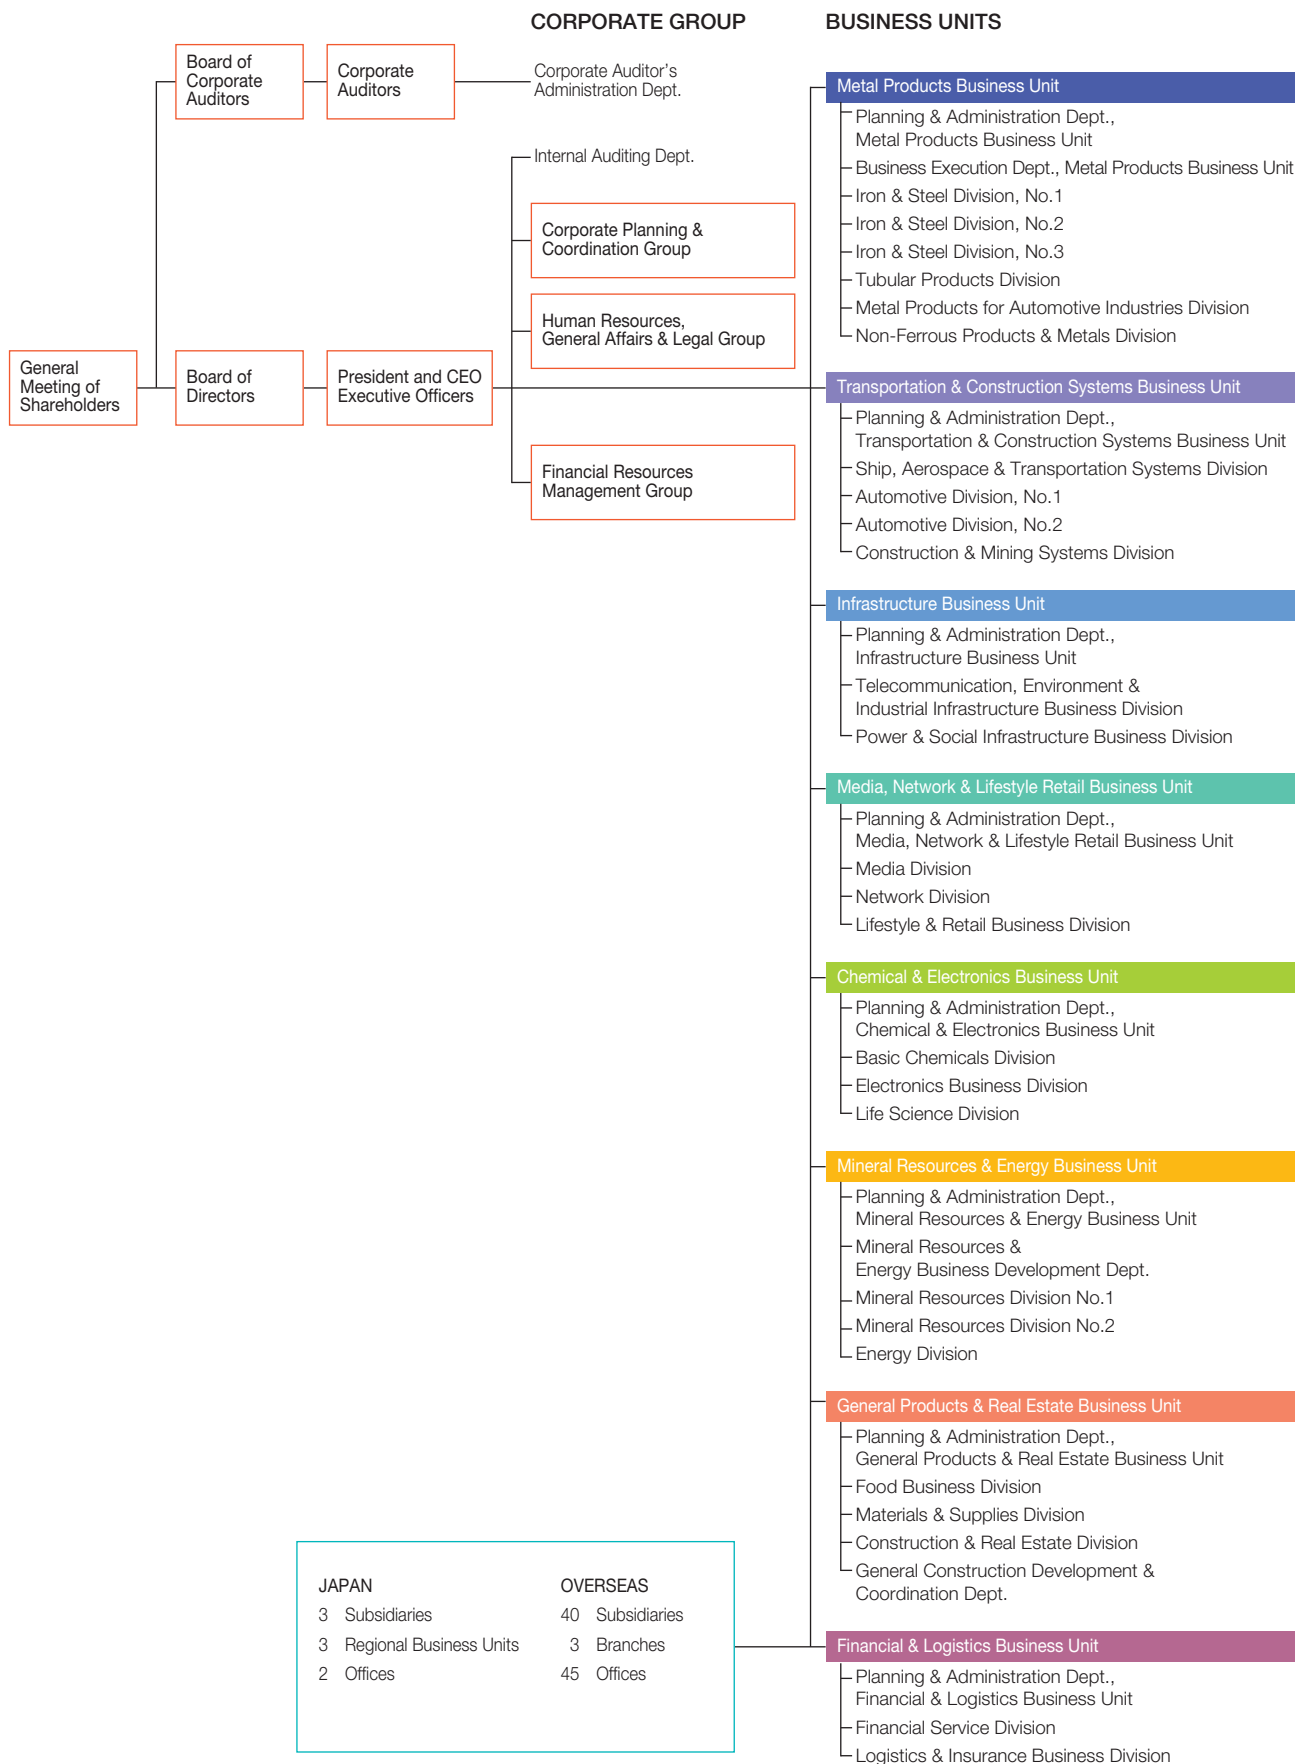 CORPORATE GROUP
BUSINESS UNITS
General
Meeting of
Shareholders
Board of
Corporate
Auditors
Corporate
Auditors
Corporate Auditor's
Administration Dept.
Board of
Directors
President and CEO
Executive Officers
Internal Auditing Dept.
Corporate Planning &
Coordination Group
Human Resources,
General Affairs & Legal Group
Financial Resources
Management Group
Metal Products Business Unit
Planning & Administration Dept.,
Metal Products Business Unit
Business Execution Dept., Metal Products Business Unit
Iron & Steel Division, No.1
Iron & Steel Division, No.2
Iron & Steel Division, No.3
Tubular Products Division
Metal Products for Automotive Industries Division
Non-Ferrous Products & Metals Division
Transportation & Construction Systems Business Unit
Planning & Administration Dept.,
Transportation & Construction Systems Business Unit
Ship, Aerospace & Transportation Systems Division
Automotive Division, No.1
Automotive Division, No.2
Construction & Mining Systems Division
Infrastructure Business Unit
Planning & Administration Dept.,
Infrastructure Business Unit
Telecommunication, Environment &
Industrial Infrastructure Business Division
Power & Social Infrastructure Business Division
Media, Network & Lifestyle Retail Business Unit
Planning & Administration Dept.,
Media, Network & Lifestyle Retail Business Unit
Media Division
Network Division
Lifestyle & Retail Business Division
Chemical & Electronics Business Unit
Planning & Administration Dept.,
Chemical & Electronics Business Unit
Basic Chemicals Division
Electronics Business Division
Life Science Division
Mineral Resources & Energy Business Unit
Planning & Administration Dept.,
Mineral Resources & Energy Business Unit
Mineral Resources &
Energy Business Development Dept.
Mineral Resources Division No.1
Mineral Resources Division No.2
Energy Division
General Products & Real Estate Business Unit
Planning & Administration Dept.,
General Products & Real Estate Business Unit
Food Business Division
Materials & Supplies Division
Construction & Real Estate Division
General Construction Development &
Coordination Dept.
Financial & Logistics Business Unit
Planning & Administration Dept.,
Financial & Logistics Business Unit
Financial Service Division
Logistics & Insurance Business Division
JAPAN
3 Subsidiaries
3 Regional Business Units
2 Offices
OVERSEAS
40 Subsidiaries
3 Branches
45 Offices